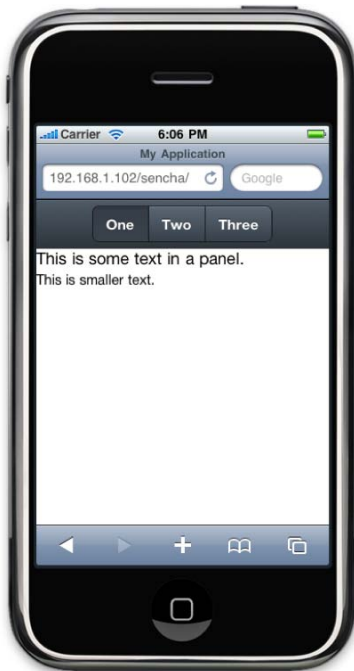 Carrier 6:06 PM
My Application
192.168.1.102/sencha/ Google
One Two Three
This is some text in a panel.
This is smaller text.